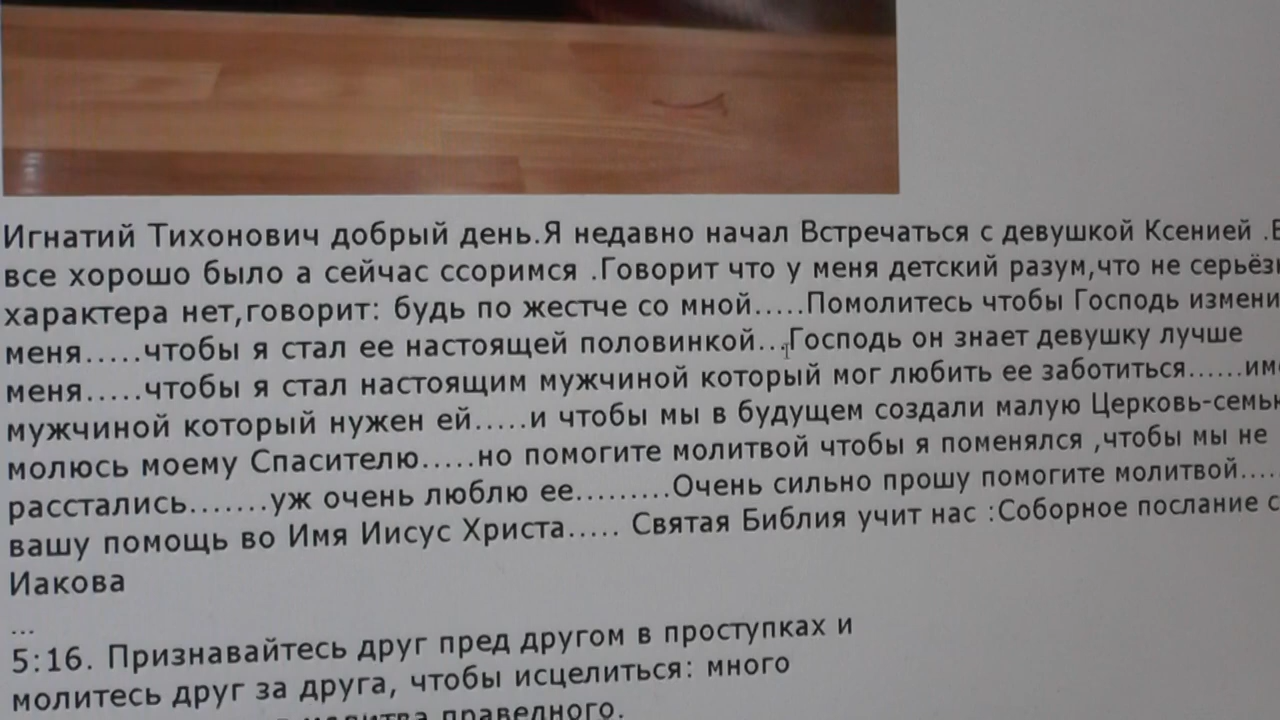 Игнатий Тихонович добрый день.Я недавно начал Встречаться с девушкой Ксенией .
все хорошо было а сейчас ссоримся .Говорит что у меня детский разум,что не
характера нет,говорит: будь по жестче со мной.....Помолитесь чтобы Господь
меня.....чтобы я стал ее настоящей половинкой...Господь он знает девушку лучше
меня.....чтобы я стал настоящим мужчиной который мог любить ее заботиться......
мужчиной который нужен ей.....и чтобы мы в будущем создали малую
молюсь моему Спасителю.....но помогите молитвой чтобы я поменялся ,чтобы мы не
расстались.......уж очень люблю ее.........Очень сильно прошу помогите молитвой....
вашу помощь во Имя Иисус Христа..... Святая Библия учит нас :Соборное послание
Иакова
...
5:16. Признавайтесь друг пред другом в проступках и
молитесь друг за друга, чтобы исцелиться: много
молитва праведного.